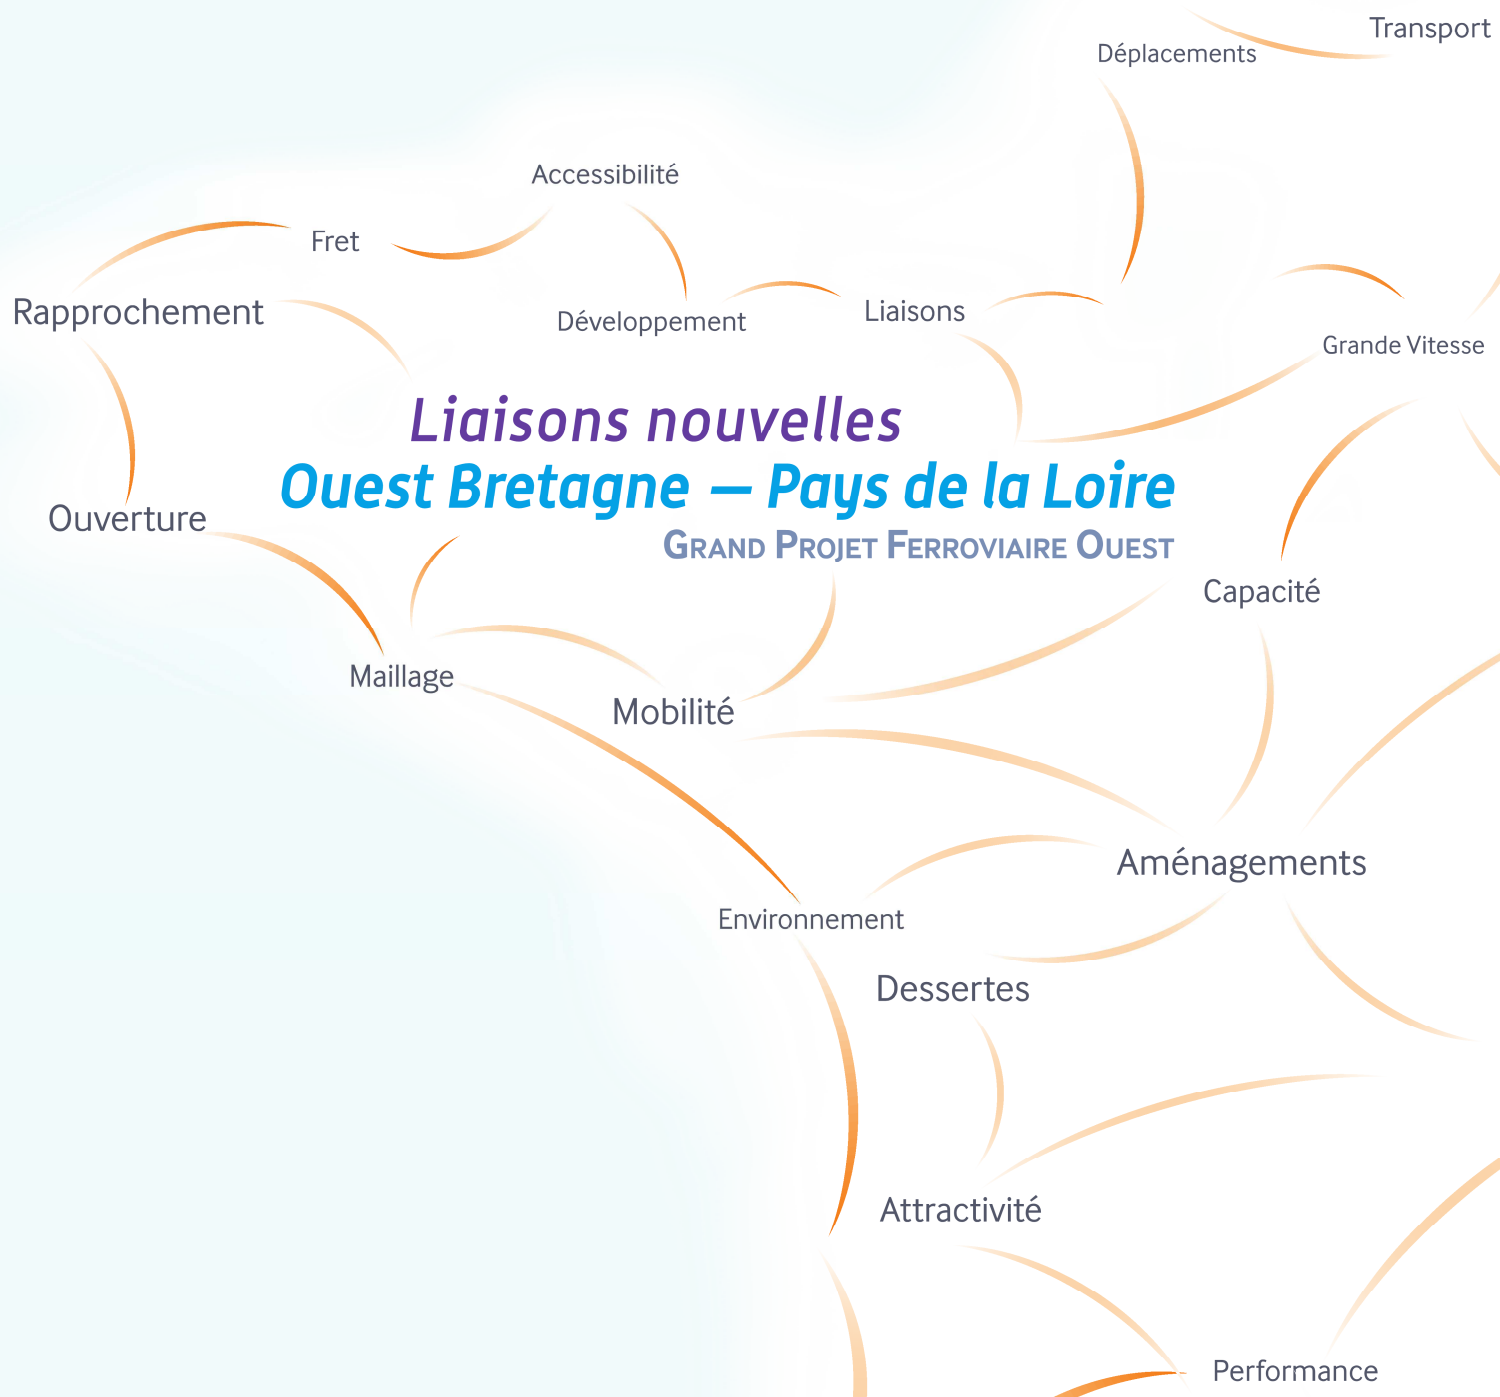 Transport
Déplacements
Accessibilité
Fret
Rapprochement
Développement
Liaisons
Grande Vitesse
Liaisons nouvelles
Ouest Bretagne — Pays de la Loire
GRAND PROJET FERROVIAIRE OUEST
Ouverture
Capacité
Maillage
Mobilité
Aménagements
Environnement
Dessertes
Attractivité
Performance